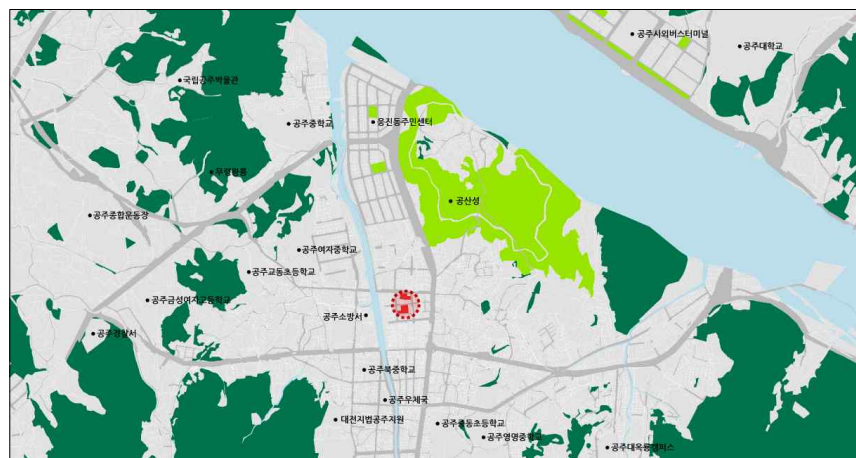 공주시외버스터미널
공주대학교
국립공주박물관
공주중학교
웅진동주민센터
무령왕릉
공산성
공주종합운동장
공주여자중학교
공주교동초등학교
공주금성여자고등학교
공주소방서
공주경찰서
공주북중학교
공주우체국
대전지법공주지원
공주중동초등학교
공주영명중학교
공주대옥룡캠퍼스